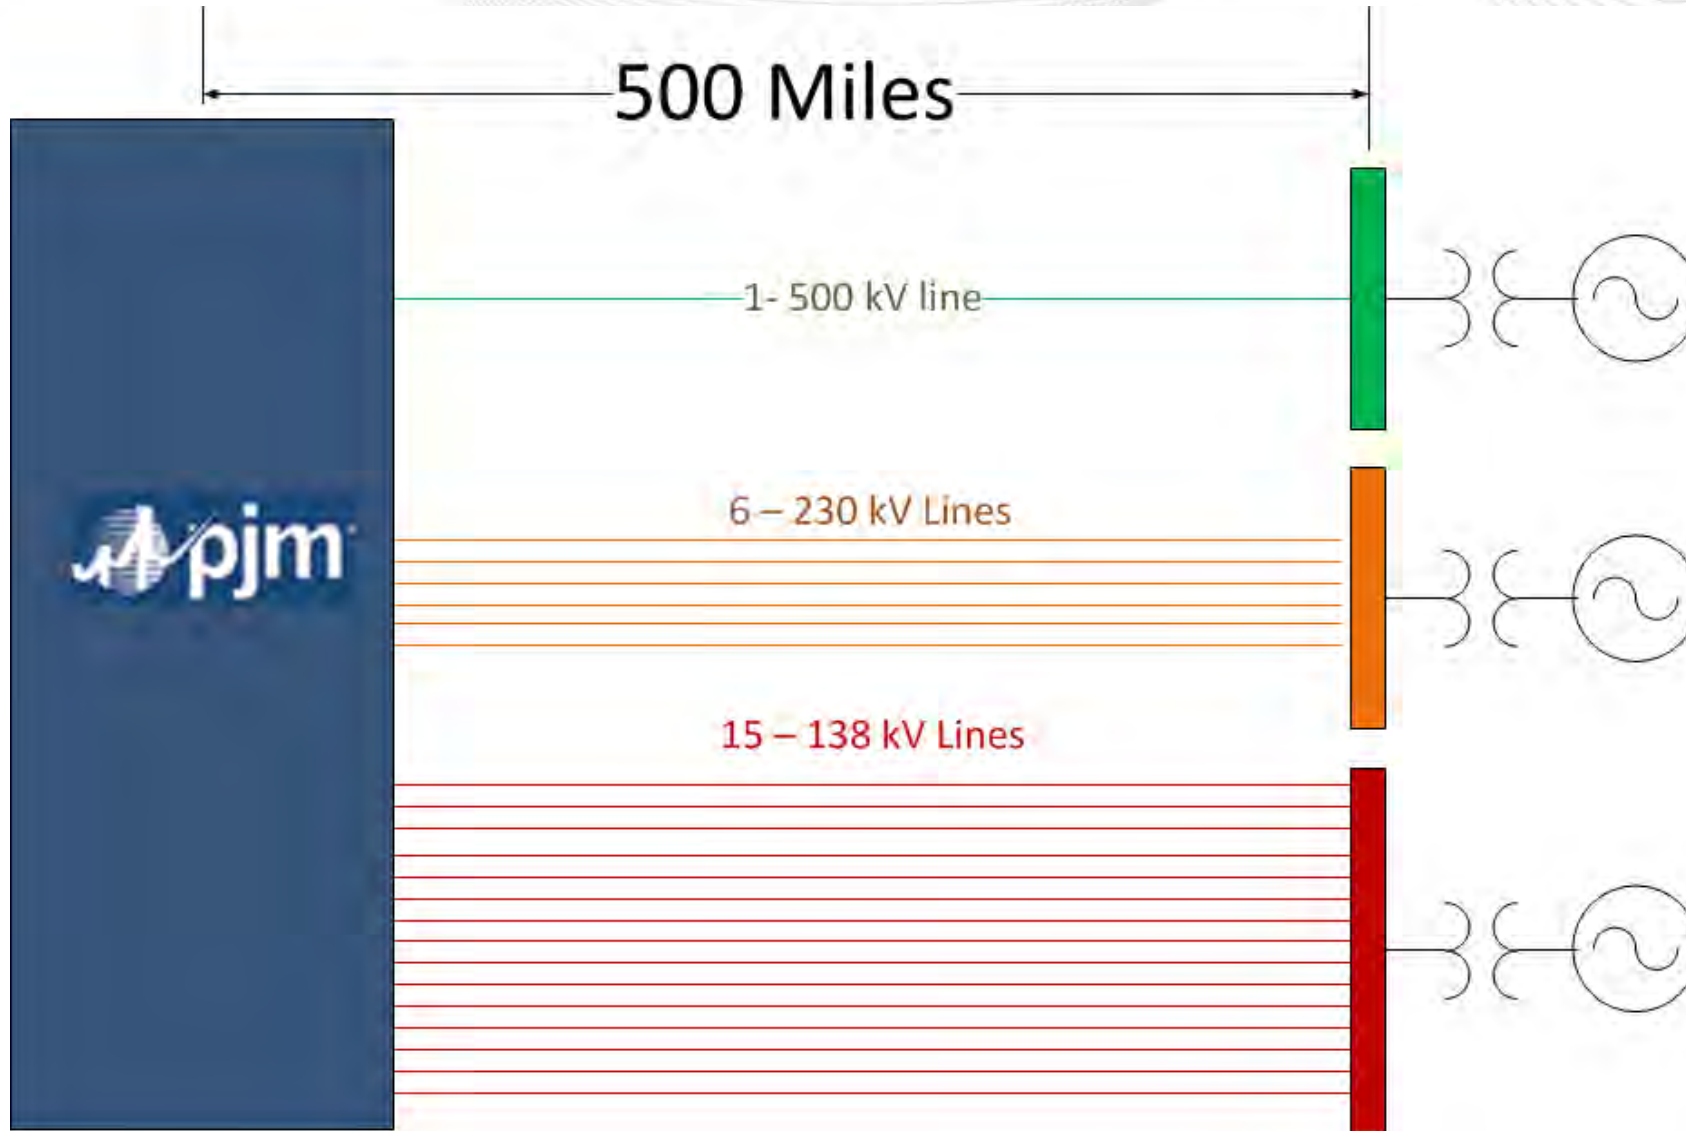 500 Miles
1- 500 kV line
pjm
6 – 230 kV Lines
15 – 138 kV Lines